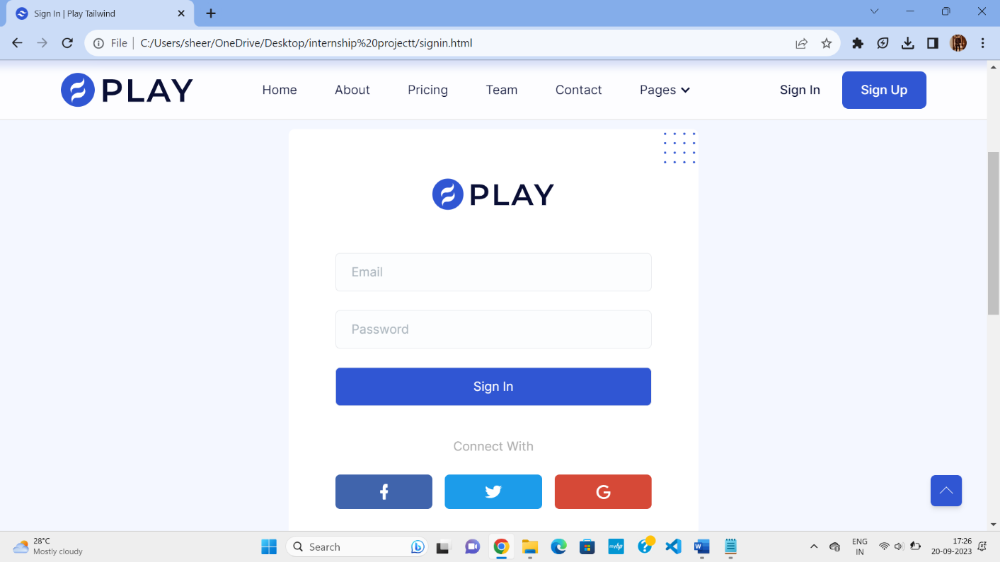 Sign In | Play Tailwind
File
C:/Users/sheer/OneDrive/Desktop/internship%20projectt/signin.html
PLAY
Home
About
Pricing
Team
Contact
Pages
Sign In
Sign Up
PLAY
Email
Password
Sign In
Connect With
28°C
Mostly cloudy
Search
myhp
ENG
IN
17:26
20-09-2023